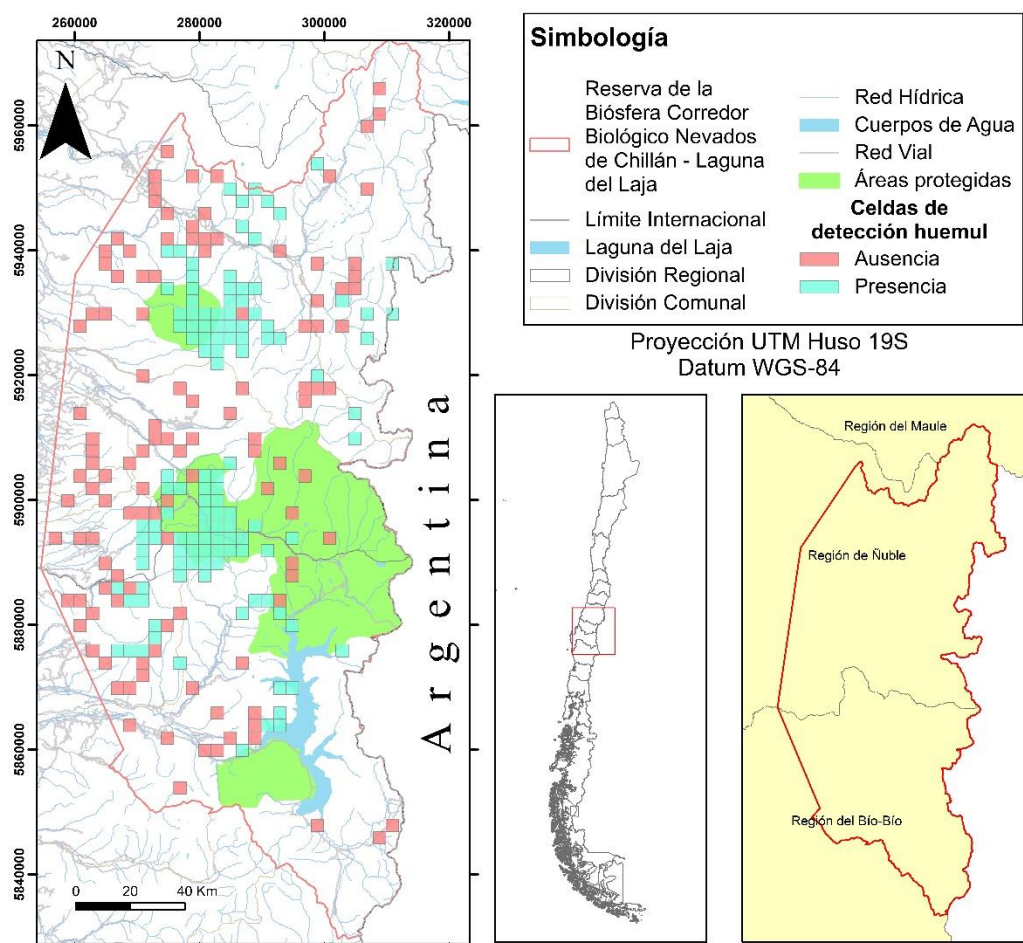 260000 280000 300000 320000
N
5960000
5940000
5920000
5900000
5880000
5860000
5840000
Argentina
0 20 40 Km
Simbología
Reserva de la
Biósfera Corredor
Biológico Nevados
de Chillán - Laguna
del Laja
Límite Internacional
Laguna del Laja
División Regional
División Comunal
Red Hídrica
Cuerpos de Agua
Red Vial
Áreas protegidas
Celdas de
detección huemul
Ausencia
Presencia
Proyección UTM Huso 19S
Datum WGS-84
Región del Maule
Región de Ñuble
Región del Bío-Bío